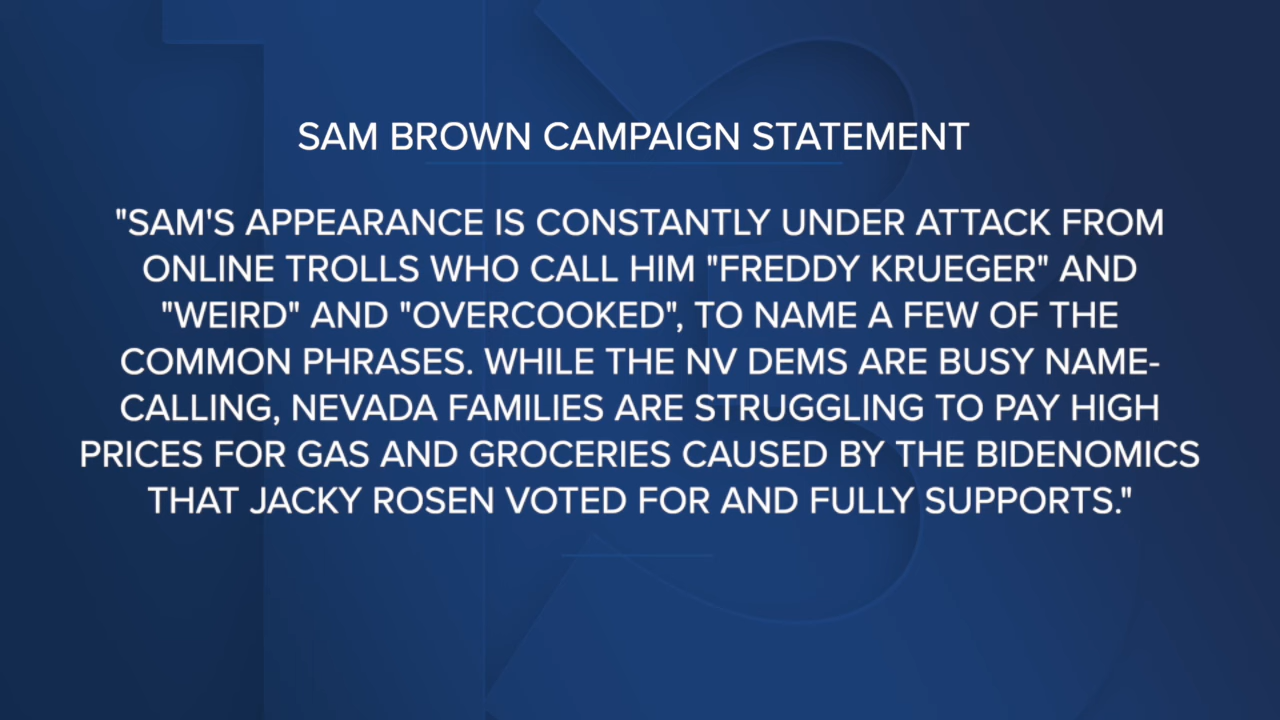 SAM BROWN CAMPAIGN STATEMENT
"SAM'S APPEARANCE IS CONSTANTLY UNDER ATTACK FROM
ONLINE TROLLS WHO CALL HIM "FREDDY KRUEGER" AND
"WEIRD" AND "OVERCOOKED", TO NAME A FEW OF THE
COMMON PHRASES. WHILE THE NV DEMS ARE BUSY NAME-
CALLING, NEVADA FAMILIES ARE STRUGGLING TO PAY HIGH
PRICES FOR GAS AND GROCERIES CAUSED BY THE BIDENOMICS
THAT JACKY ROSEN VOTED FOR AND FULLY SUPPORTS."